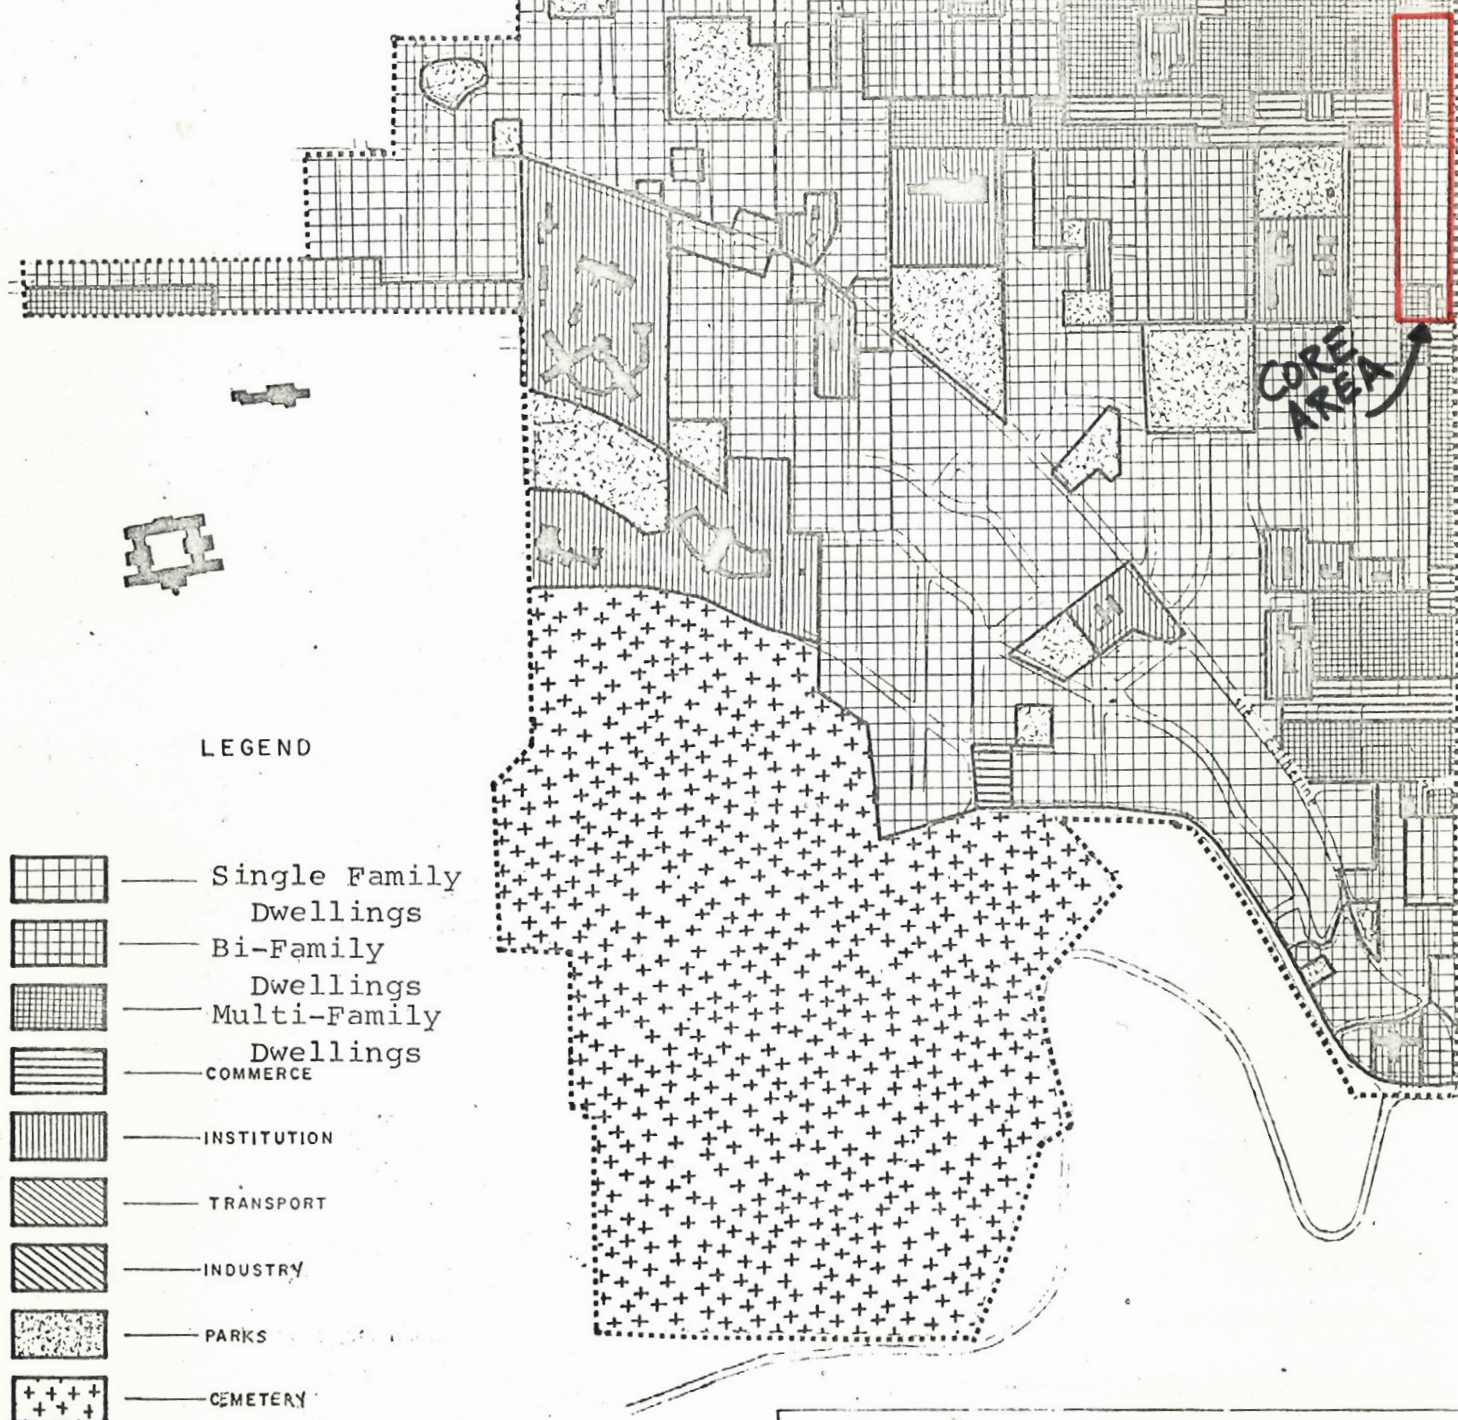 CORE
AREA
LEGEND
Single Family
Dwellings
Bi-Family
Dwellings
Multi-Family
Dwellings
COMMERCE
INSTITUTION
TRANSPORT
INDUSTRY
PARKS
CEMETERY